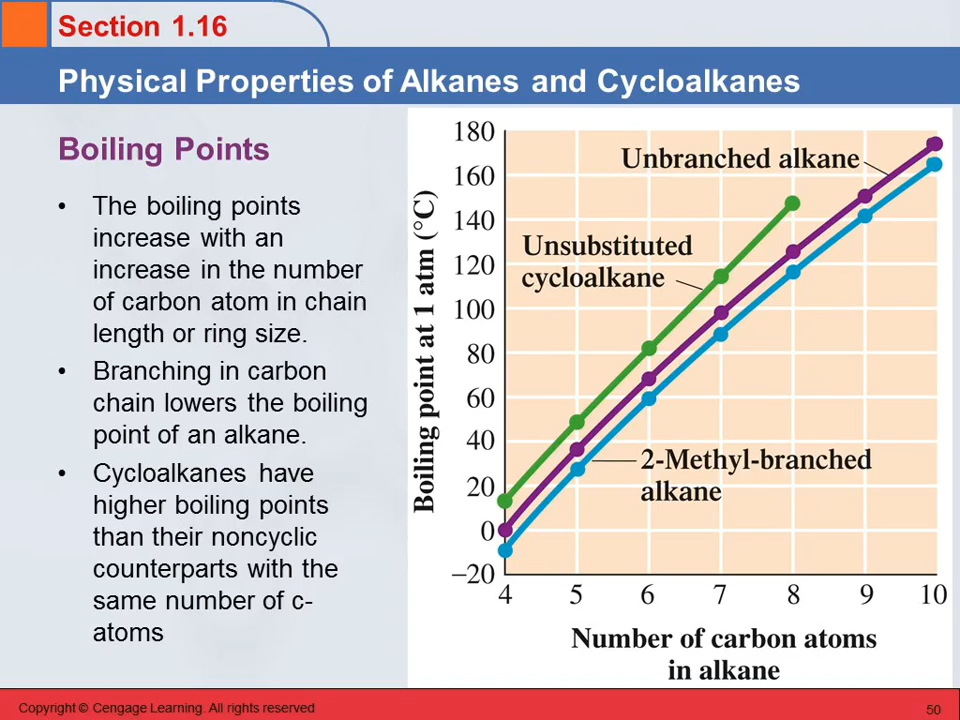 Section 1.16
Physical Properties of Alkanes and Cycloalkanes
Boiling Points
• The boiling points
increase with an
increase in the number
of carbon atom in chain
length or ring size.
• Branching in carbon
chain lowers the boiling
point of an alkane.
• Cycloalkanes have
higher boiling points
than their noncyclic
counterparts with the
same number of c-
atoms
Boiling point at 1 atm (°C)
180
160
140
120
100
80
60
40
20
0
–20
Unbranched alkane
Unsubstituted
cycloalkane
2-Methyl-branched
alkane
4 5 6 7 8 9 10
Number of carbon atoms
in alkane
Copyright © Cengage Learning. All rights reserved
50